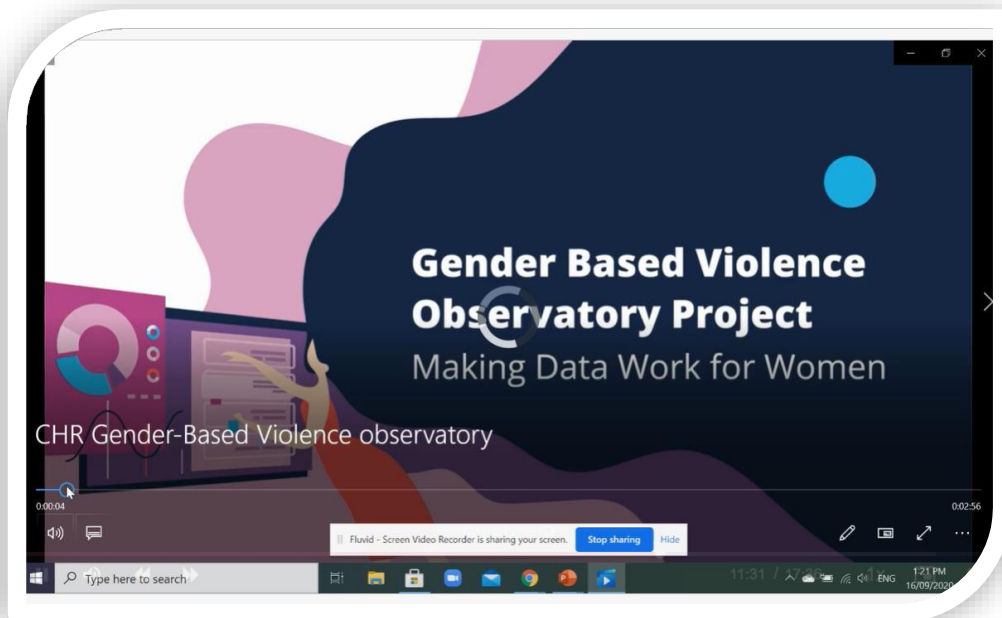 Gender Based Violence
Observatory Project
Making Data Work for Women
CHR Gender-Based Violence observatory
0:00:04
0:02:56
Fluvid - Screen Video Recorder is sharing your screen. Stop sharing Hide
Type here to search
11:31 /
ENG
1:21 PM
16/09/2020